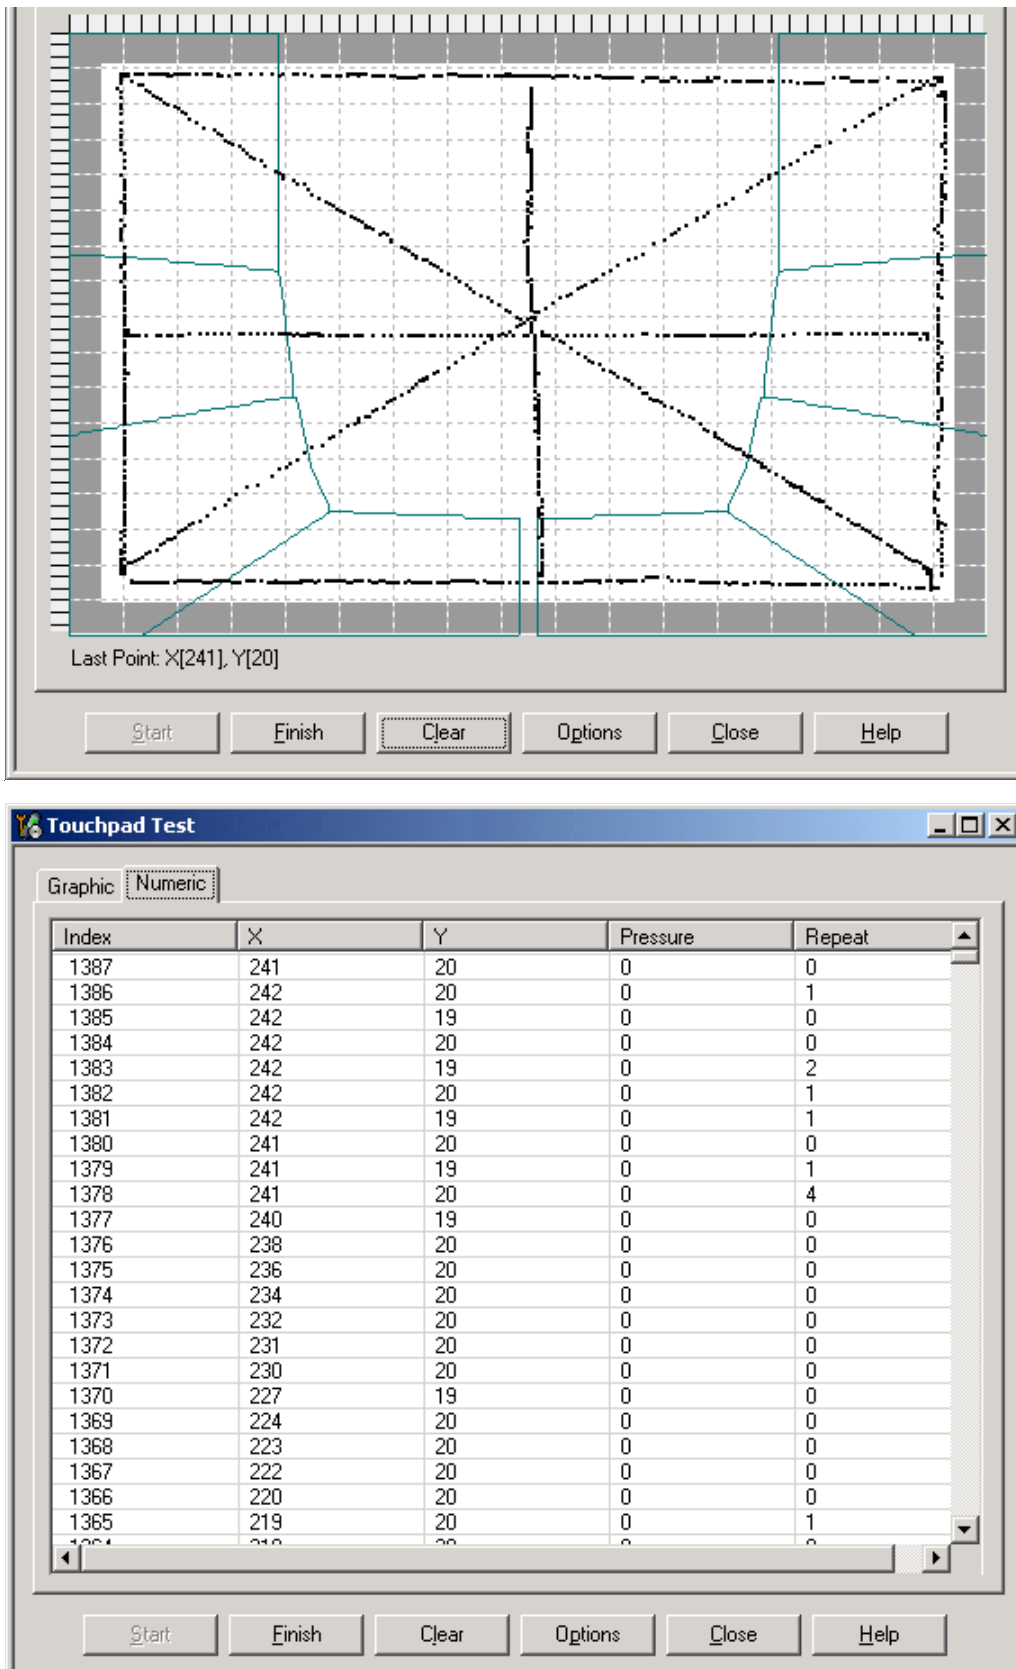 Last Point: X[241], Y[20]
Start Finish Clear Options Close Help
Touchpad Test
Graphic Numeric
Index X Y Pressure Repeat
1387 241 20 0 0
1386 242 20 0 1
1385 242 19 0 0
1384 242 20 0 0
1383 242 19 0 2
1382 242 20 0 1
1381 242 19 0 1
1380 241 20 0 0
1379 241 19 0 1
1378 241 20 0 4
1377 240 19 0 0
1376 238 20 0 0
1375 236 20 0 0
1374 234 20 0 0
1373 232 20 0 0
1372 231 20 0 0
1371 230 20 0 0
1370 227 19 0 0
1369 224 20 0 0
1368 223 20 0 0
1367 222 20 0 0
1366 220 20 0 0
1365 219 20 0 1
Start Finish Clear Options Close Help